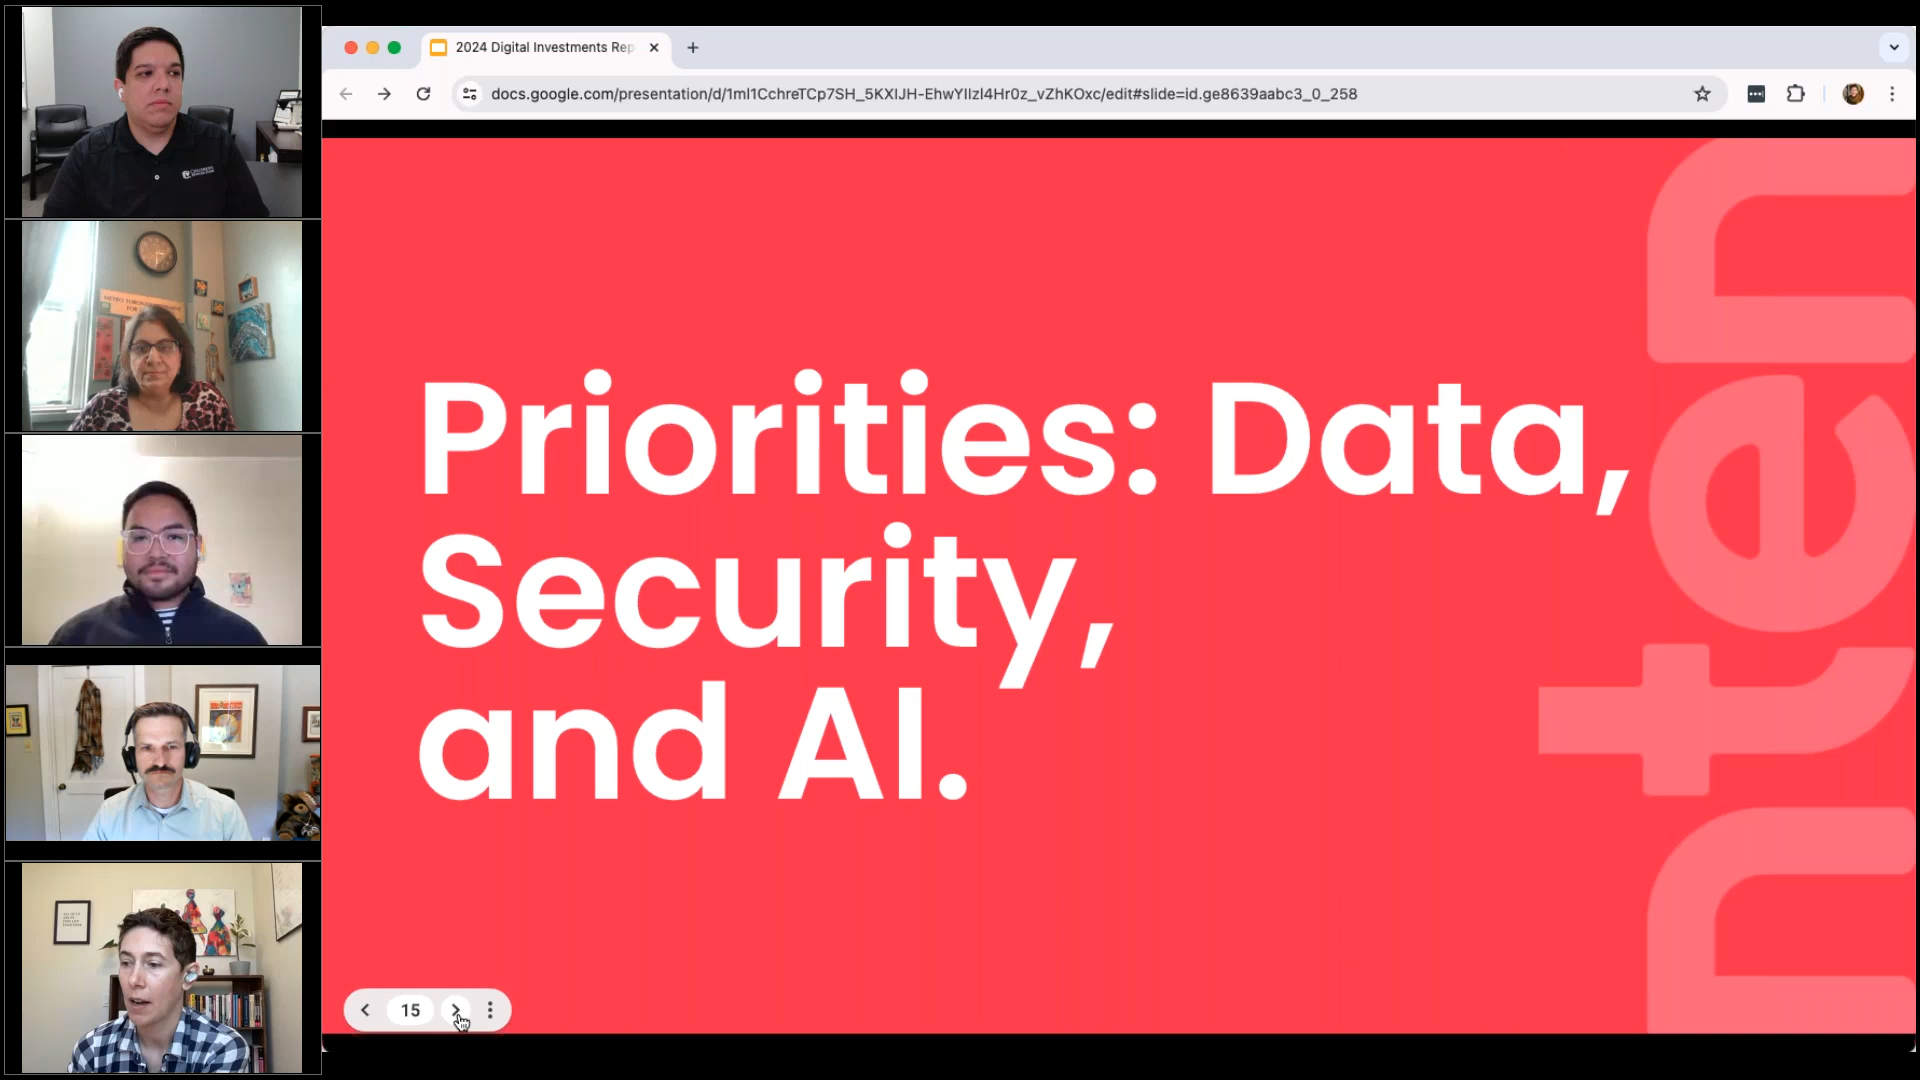 2024 Digital Investments Rep
docs.google.com/presentation/d/1ml1CchreTCp7SH_5KXIJH-EhwYIIzI4Hr0z_vZhKOxc/edit#slide=id.ge8639aabc3_0_258
Priorities: Data,
Security,
and AI.
nten
15